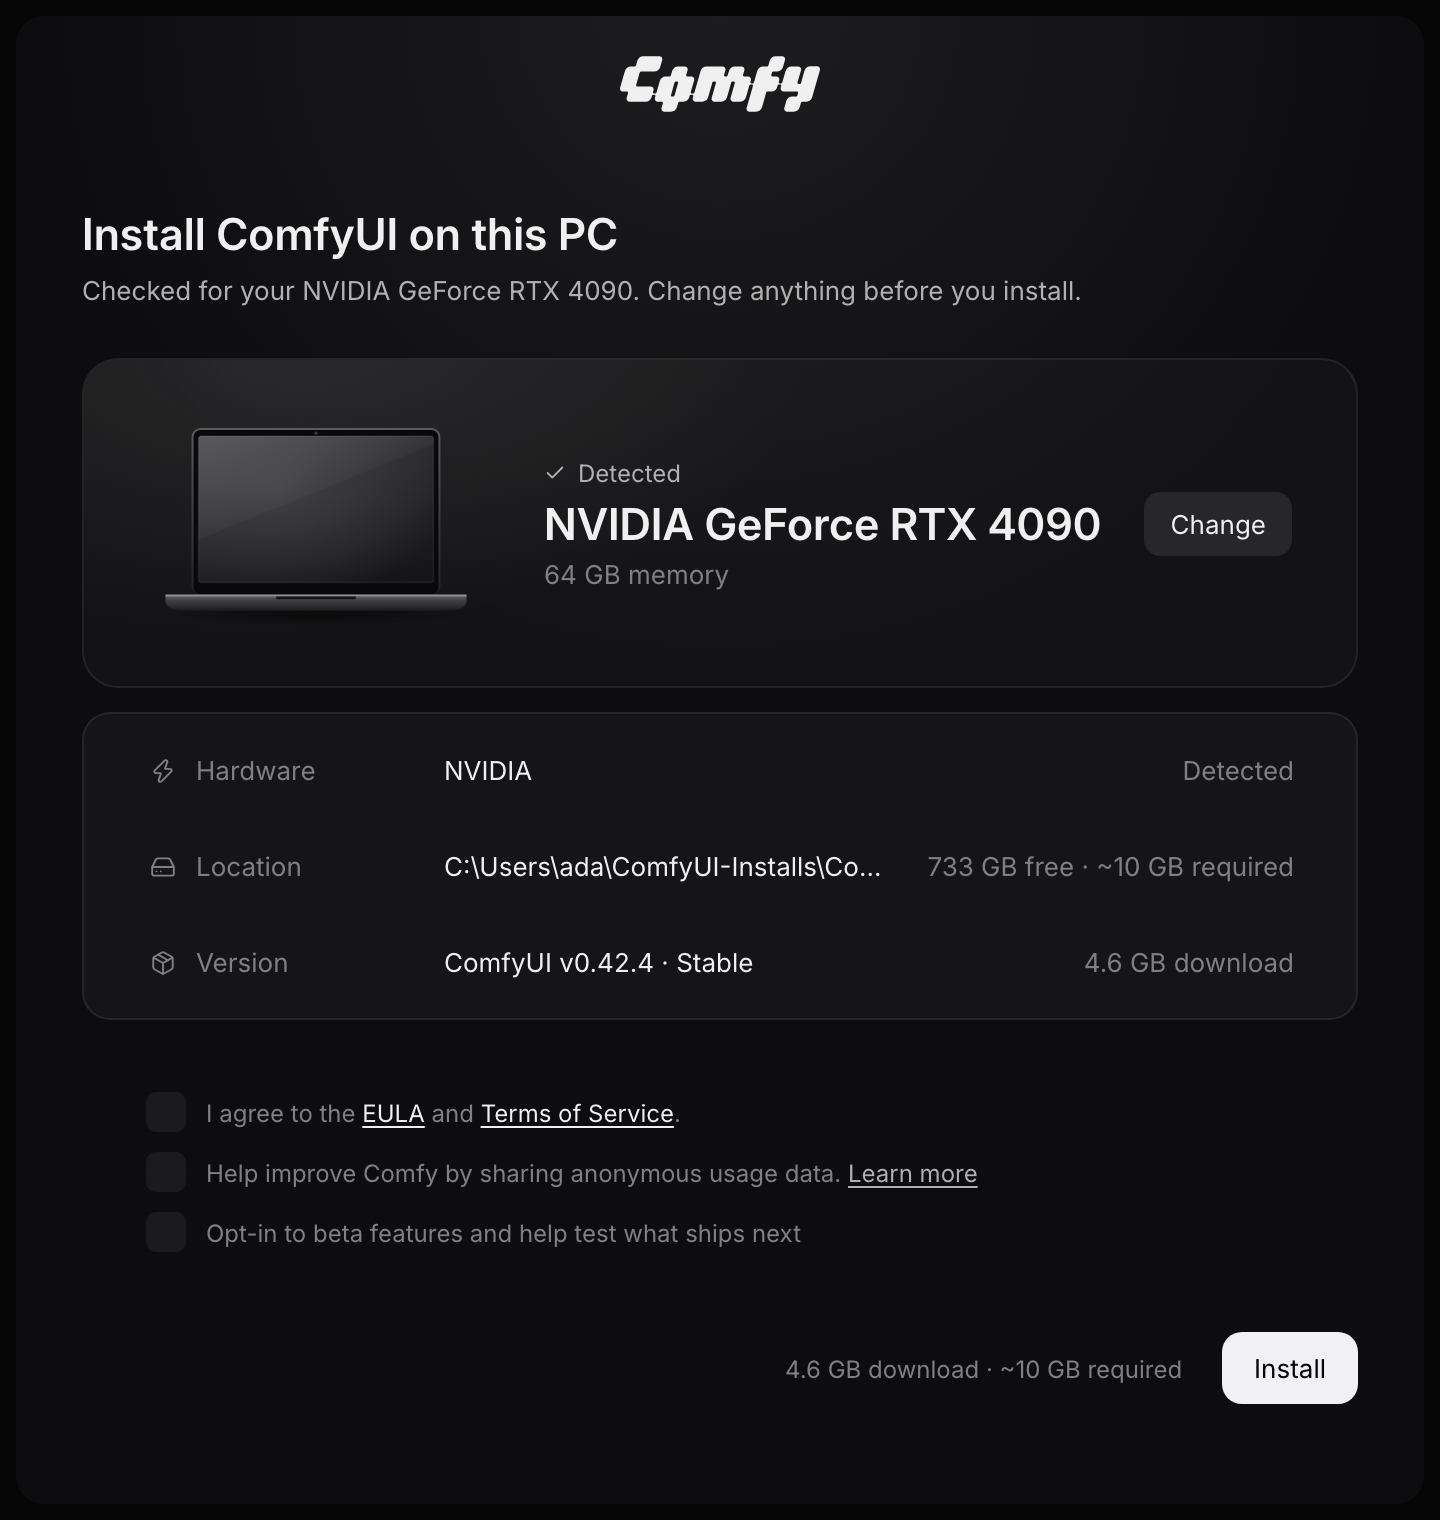 Comfy
Install ComfyUI on this PC
Checked for your NVIDIA GeForce RTX 4090. Change anything before you install.
Detected
NVIDIA GeForce RTX 4090
Change
64 GB memory
Hardware NVIDIA Detected
Location C:\Users\ada\ComfyUI-Installs\Co... 733 GB free · ~10 GB required
Version ComfyUI v0.42.4 · Stable 4.6 GB download
I agree to the EULA and Terms of Service.
Help improve Comfy by sharing anonymous usage data. Learn more
Opt-in to beta features and help test what ships next
4.6 GB download · ~10 GB required Install